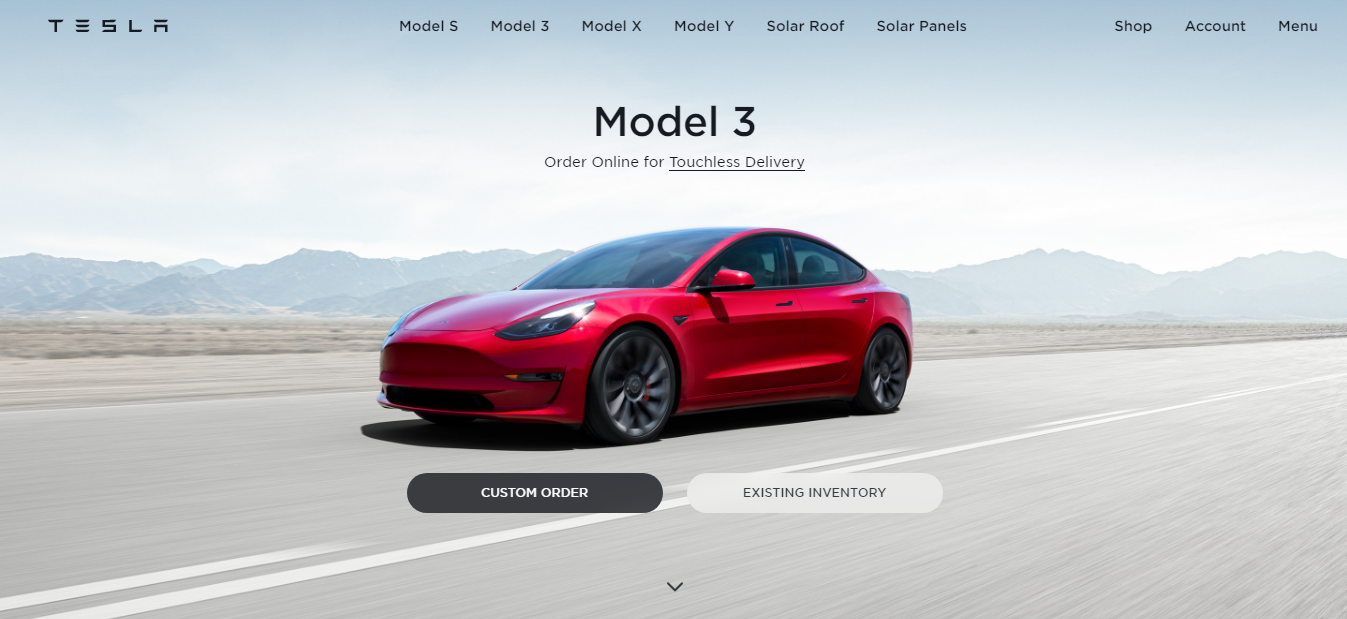 TESLA Model S Model 3 Model X Model Y Solar Roof Solar Panels Shop Account Menu
Model 3
Order Online for Touchless Delivery
CUSTOM ORDER EXISTING INVENTORY